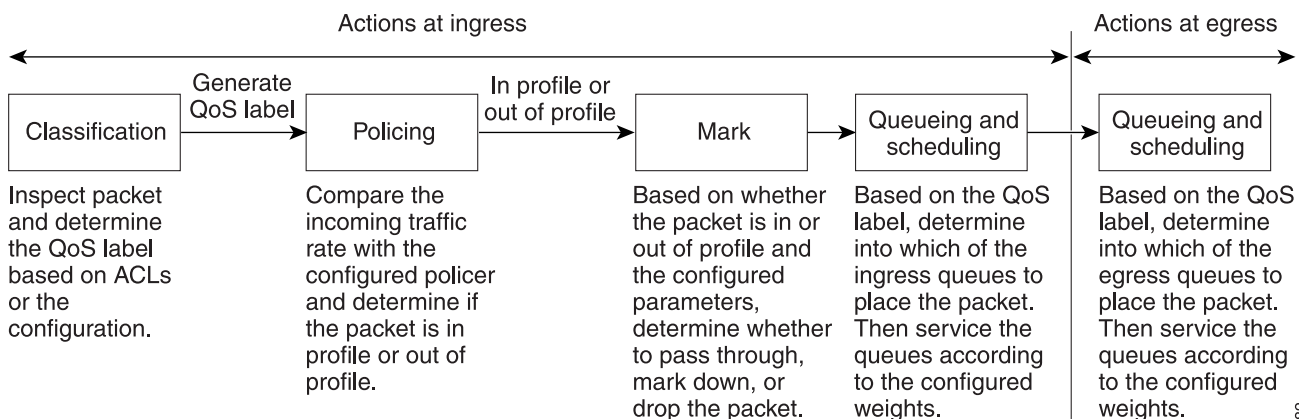 Actions at ingress
Actions at egress
Generate
QoS label
In profile or
out of profile
Classification
Policing
Mark
Queueing and
scheduling
Queueing and
scheduling
Inspect packet
and determine
the QoS label
based on ACLs
or the
configuration.
Compare the
incoming traffic
rate with the
configured policer
and determine if
the packet is in
profile or out of
profile.
Based on whether
the packet is in or
out of profile and
the configured
parameters,
determine whether
to pass through,
mark down, or
drop the packet.
Based on the QoS
label, determine
into which of the
ingress queues to
place the packet.
Then service the
queues according
to the configured
weights.
Based on the QoS
label, determine
into which of the
egress queues to
place the packet.
Then service the
queues according
to the configured
weights.